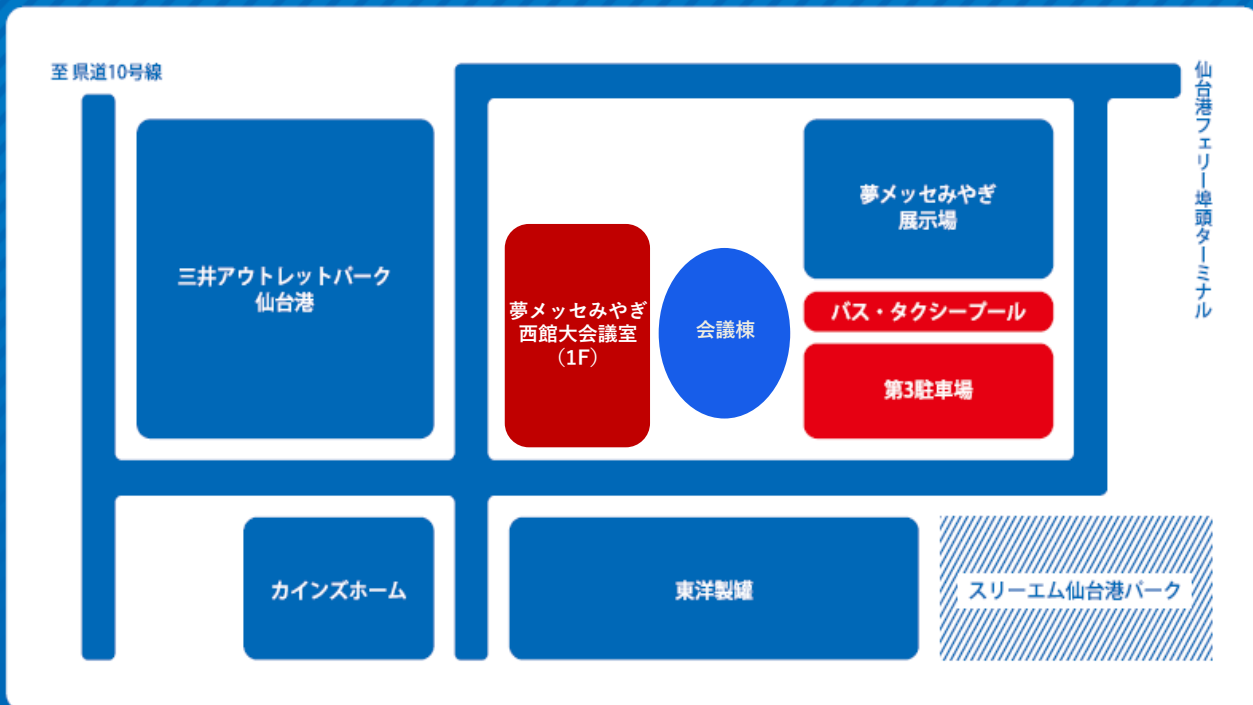 至 県道10号線
仙台港フェリー埠頭ターミナル
三井アウトレットパーク
仙台港
夢メッセみやぎ
西館大会議室
（1F）
会議棟
夢メッセみやぎ
展示場
バス・タクシープール
第3駐車場
カインズホーム
東洋製罐
スリーエム仙台港パーク